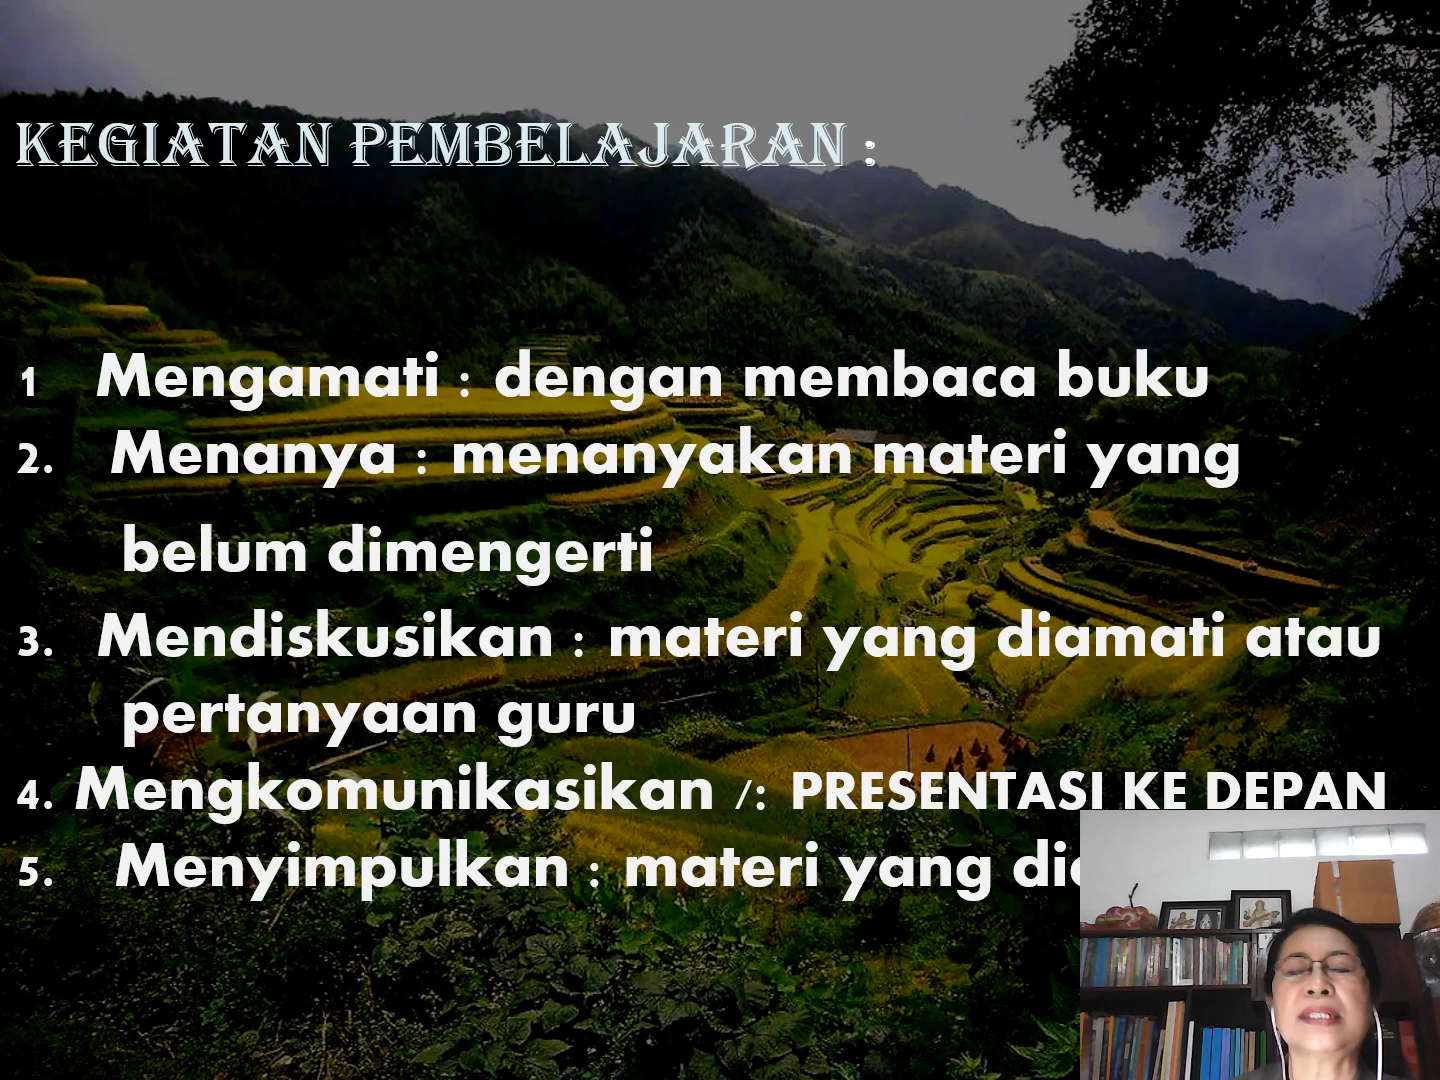 KEGIATAN PEMBELAJARAN :
1 Mengamati : dengan membaca buku
2. Menanya : menanyakan materi yang
belum dimengerti
3. Mendiskusikan : materi yang diamati atau
pertanyaan guru
4. Mengkomunikasikan /: PRESENTASI KE DEPAN
5. Menyimpulkan : materi yang